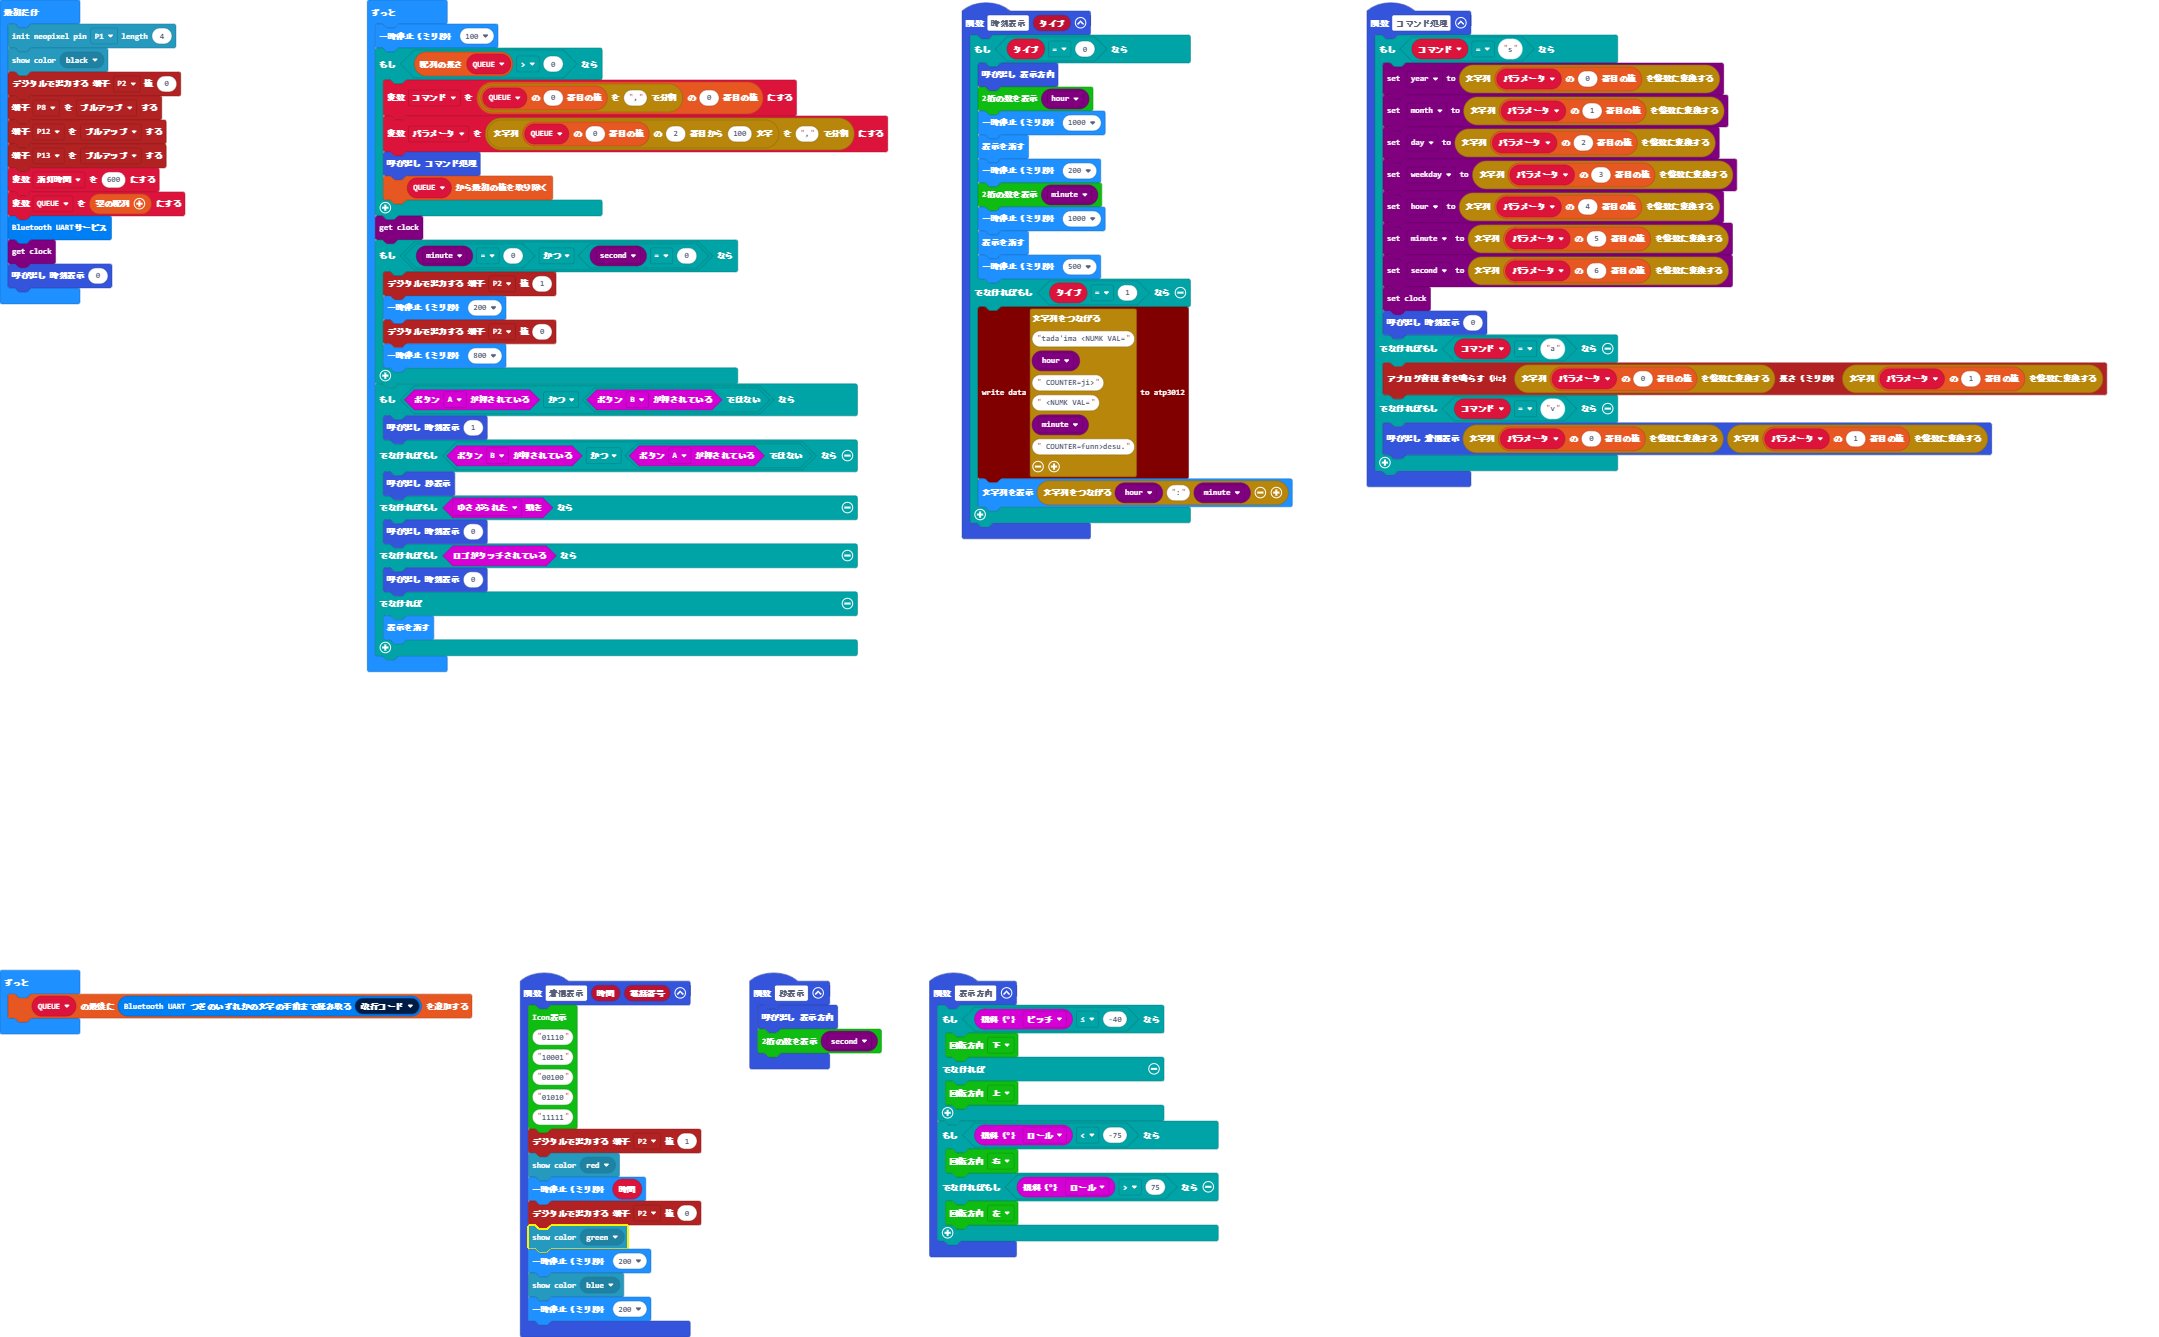 最初だけ
init neopixel pin P1 length 4
show color black
デジタルで出力する 端子 P2 値 0
端子 P8 を プルアップ する
端子 P12 を プルアップ する
端子 P13 を プルアップ する
変数 消灯時間 を 600 にする
変数 QUEUE を 空の配列 にする
Bluetooth UARTサービス
get clock
呼び出し 時刻表示 0
ずっと
一時停止 (ミリ秒) 100
もし 配列の長さ QUEUE > 0 なら
変数 コマンド を QUEUE の 0 番目の値 を "," で分割 の 0 番目の値 にする
変数 パラメータ を 文字列 QUEUE の 0 番目の値 の 2 番目から 100 文字 を "," で分割 にする
呼び出し コマンド処理
QUEUE から最初の値を取り除く
get clock
もし minute = 0 かつ second = 0 なら
デジタルで出力する 端子 P2 値 1
一時停止 (ミリ秒) 200
デジタルで出力する 端子 P2 値 0
一時停止 (ミリ秒) 800
もし ボタン A が押されている かつ ボタン B が押されている ではない なら
呼び出し 時刻表示 1
でなければもし ボタン B が押されている かつ ボタン A が押されている ではない なら
呼び出し 秒表示
でなければもし ゆさぶられた 動き なら
呼び出し 時刻表示 0
でなければもし ロゴがタッチされている なら
呼び出し 時刻表示 0
でなければ
表示を消す
関数 時刻表示 タイプ
もし タイプ = 0 なら
呼び出し 表示方向
2桁の数を表示 hour
一時停止 (ミリ秒) 1000
表示を消す
一時停止 (ミリ秒) 200
2桁の数を表示 minute
一時停止 (ミリ秒) 1000
表示を消す
一時停止 (ミリ秒) 500
でなければもし タイプ = 1 なら
文字列をつなげる
"tada'ima <NUMK VAL="
hour
" COUNTER=ji>"
write data " <NUMK VAL=" to atp3012
minute
" COUNTER=funn>desu."
文字列を表示 文字列をつなげる hour ":" minute
関数 コマンド処理
もし コマンド = "s" なら
set year to 文字列 パラメータ の 0 番目の値 を整数に変換する
set month to 文字列 パラメータ の 1 番目の値 を整数に変換する
set day to 文字列 パラメータ の 2 番目の値 を整数に変換する
set weekday to 文字列 パラメータ の 3 番目の値 を整数に変換する
set hour to 文字列 パラメータ の 4 番目の値 を整数に変換する
set minute to 文字列 パラメータ の 5 番目の値 を整数に変換する
set second to 文字列 パラメータ の 6 番目の値 を整数に変換する
set clock
呼び出し 時刻表示 0
でなければもし コマンド = "a" なら
アナログ出力 音を鳴らす (Hz) 文字列 パラメータ の 0 番目の値 を整数に変換する 長さ (ミリ秒) 文字列 パラメータ の 1 番目の値 を整数に変換する
でなければもし コマンド = "v" なら
呼び出し 着信表示 文字列 パラメータ の 0 番目の値 を整数に変換する 文字列 パラメータ の 1 番目の値 を整数に変換する
ずっと
QUEUE の最後に Bluetooth UART つぎのいずれかの文字の手前まで読み取る 改行コード を追加する
関数 着信表示 時間 電話番号
Icon表示
"01110"
"10001"
"00100"
"01010"
"11111"
デジタルで出力する 端子 P2 値 1
show color red
一時停止 (ミリ秒) 時間
デジタルで出力する 端子 P2 値 0
show color green
一時停止 (ミリ秒) 200
show color blue
一時停止 (ミリ秒) 200
関数 秒表示
呼び出し 表示方向
2桁の数を表示 second
関数 表示方向
もし 傾斜 (°) ピッチ ≤ -40 なら
回転方向 下
でなければ
回転方向 上
もし 傾斜 (°) ロール < -75 なら
回転方向 右
でなければもし 傾斜 (°) ロール > 75 なら
回転方向 左